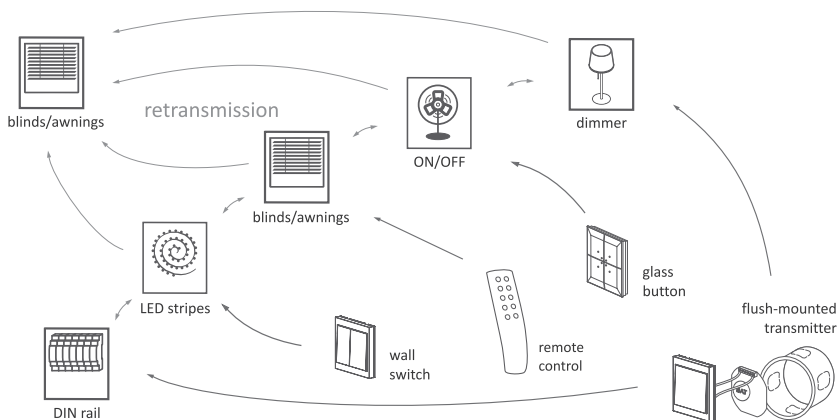 blinds/awnings
retransmission
dimmer
ON/OFF
blinds/awnings
LED stripes
glass
button
flush-mounted
transmitter
wall
switch
remote
control
DIN rail